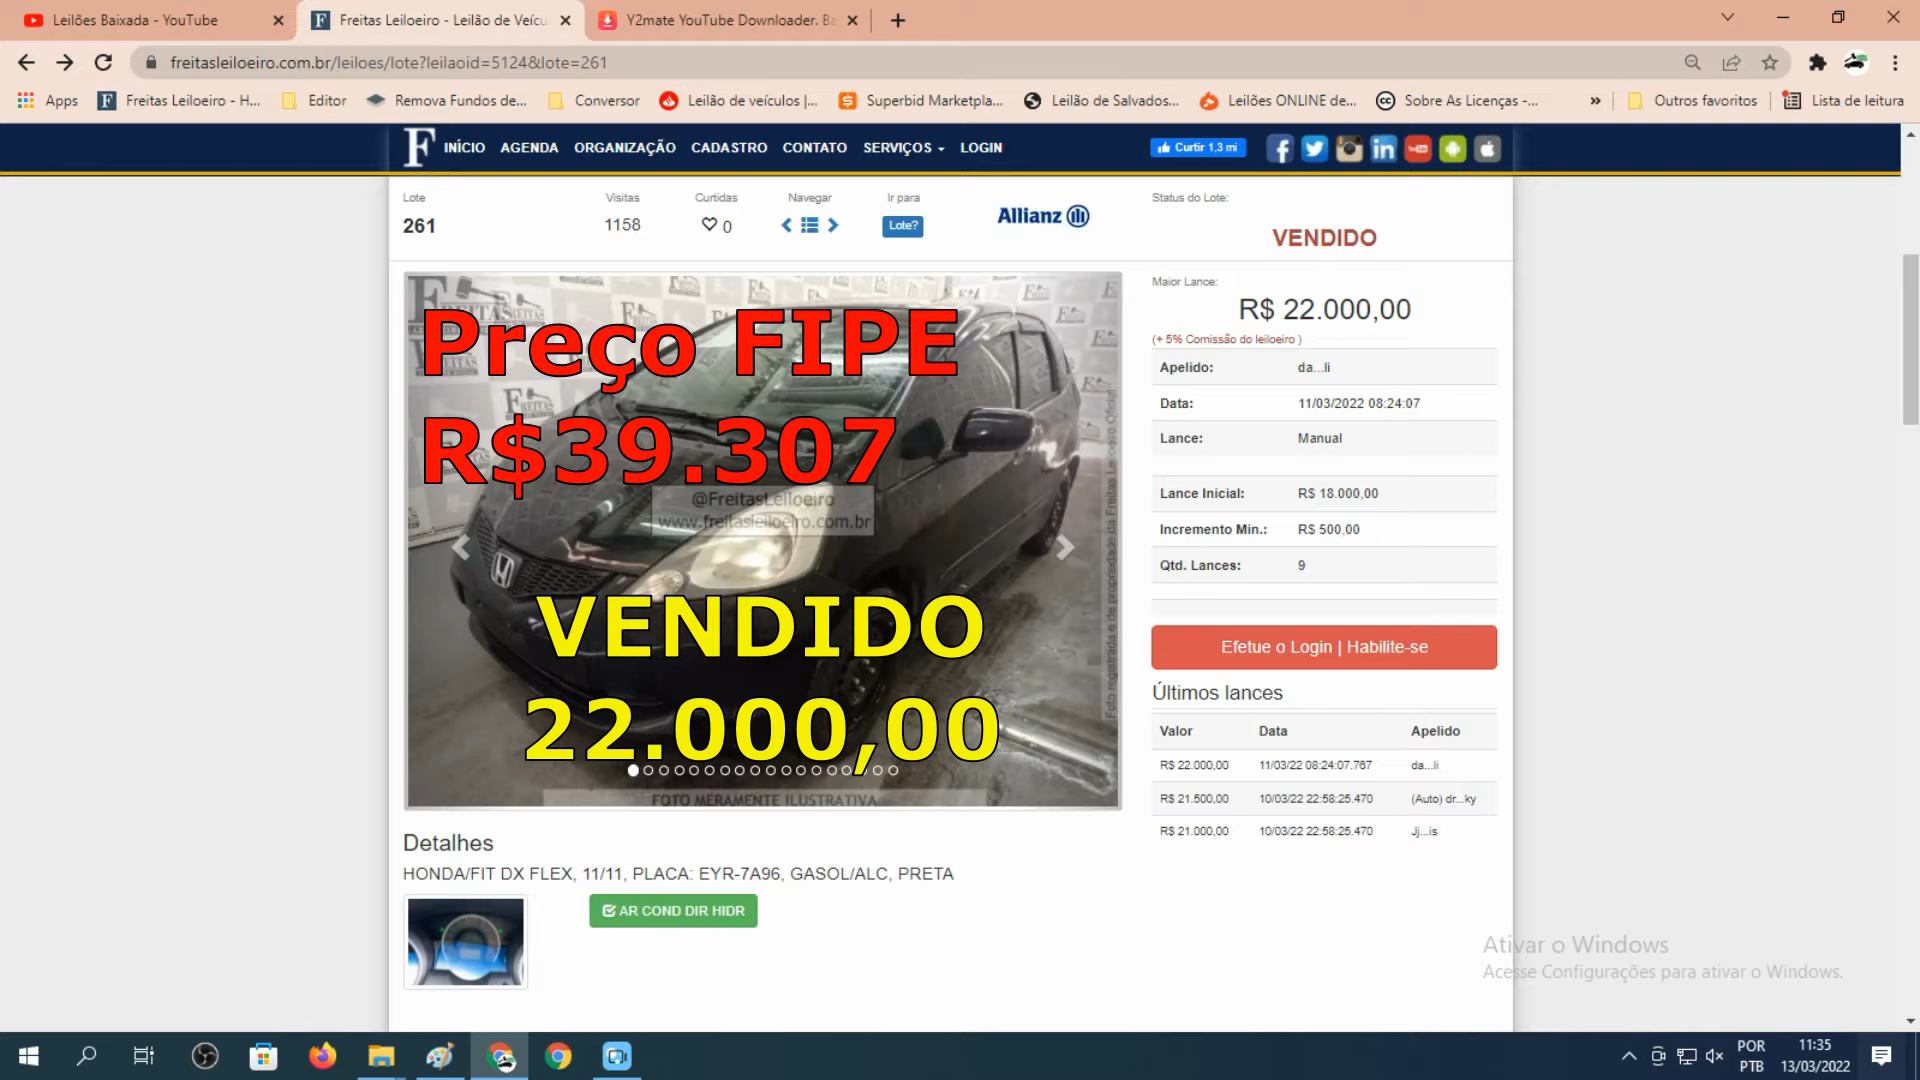 Leilões Baixada - YouTube
Freitas Leiloeiro - Leilão de Veícu
Y2mate YouTube Downloader. Ba
freitasleiloeiro.com.br/leiloes/lote?leilaoid=5124&lote=261
Apps
Freitas Leiloeiro - H...
Editor
Remova Fundos de...
Conversor
Leilão de veículos |...
Superbid Marketpla...
Leilão de Salvados...
Leilões ONLINE de...
Sobre As Licenças -...
»
Outros favoritos
Lista de leitura
F INÍCIO AGENDA ORGANIZAÇÃO CADASTRO CONTATO SERVIÇOS LOGIN
Curtir 1,3 mi
Lote
261
Visitas
1158
Curtidas
0
Navegar
Ir para
Lote?
Allianz
Status do Lote:
VENDIDO
Preço FIPE
R$39.307
@FreitasLeiloeiro
www.freitasleiloeiro.com.br
VENDIDO
22.000,00
FOTO MERAMENTE ILUSTRATIVA
Foto registrada e de propriedade da Freitas Leiloeiro Oficial
Maior Lance:
R$ 22.000,00
(+ 5% Comissão do leiloeiro )
Apelido: da...li
Data: 11/03/2022 08:24:07
Lance: Manual
Lance Inicial: R$ 18.000,00
Incremento Min.: R$ 500,00
Qtd. Lances: 9
Efetue o Login | Habilite-se
Últimos lances
Valor Data Apelido
R$ 22.000,00 11/03/22 08:24:07.767 da...li
R$ 21.500,00 10/03/22 22:58:25.470 (Auto) dr...ky
R$ 21.000,00 10/03/22 22:58:25.470 Jj...is
Detalhes
HONDA/FIT DX FLEX, 11/11, PLACA: EYR-7A96, GASOL/ALC, PRETA
AR COND DIR HIDR
Ativar o Windows
Acesse Configurações para ativar o Windows.
POR
PTB
11:35
13/03/2022